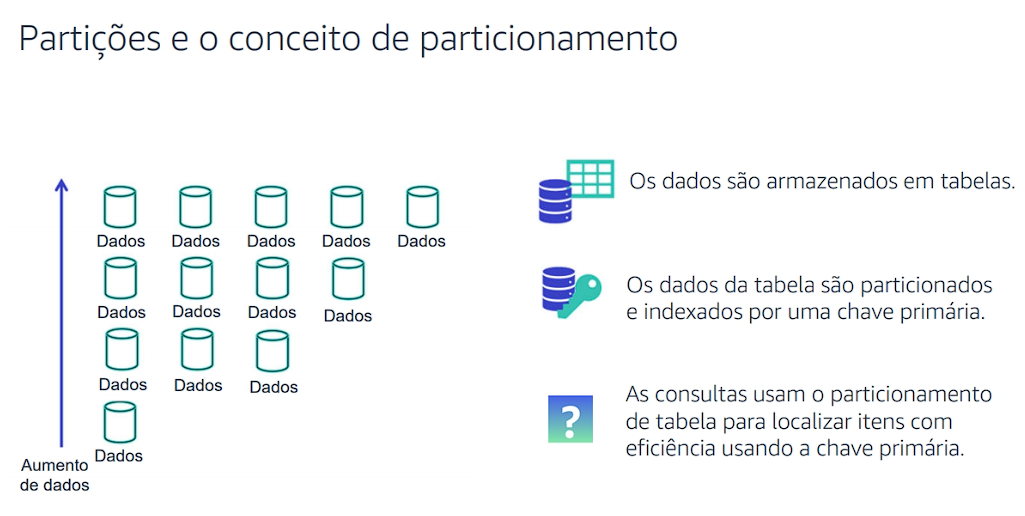 Partições e o conceito de particionamento
Dados Dados Dados Dados Dados
Dados Dados Dados Dados
Dados Dados Dados
Dados
Aumento
de dados
Os dados são armazenados em tabelas.
Os dados da tabela são particionados
e indexados por uma chave primária.
?
As consultas usam o particionamento
de tabela para localizar itens com
eficiência usando a chave primária.